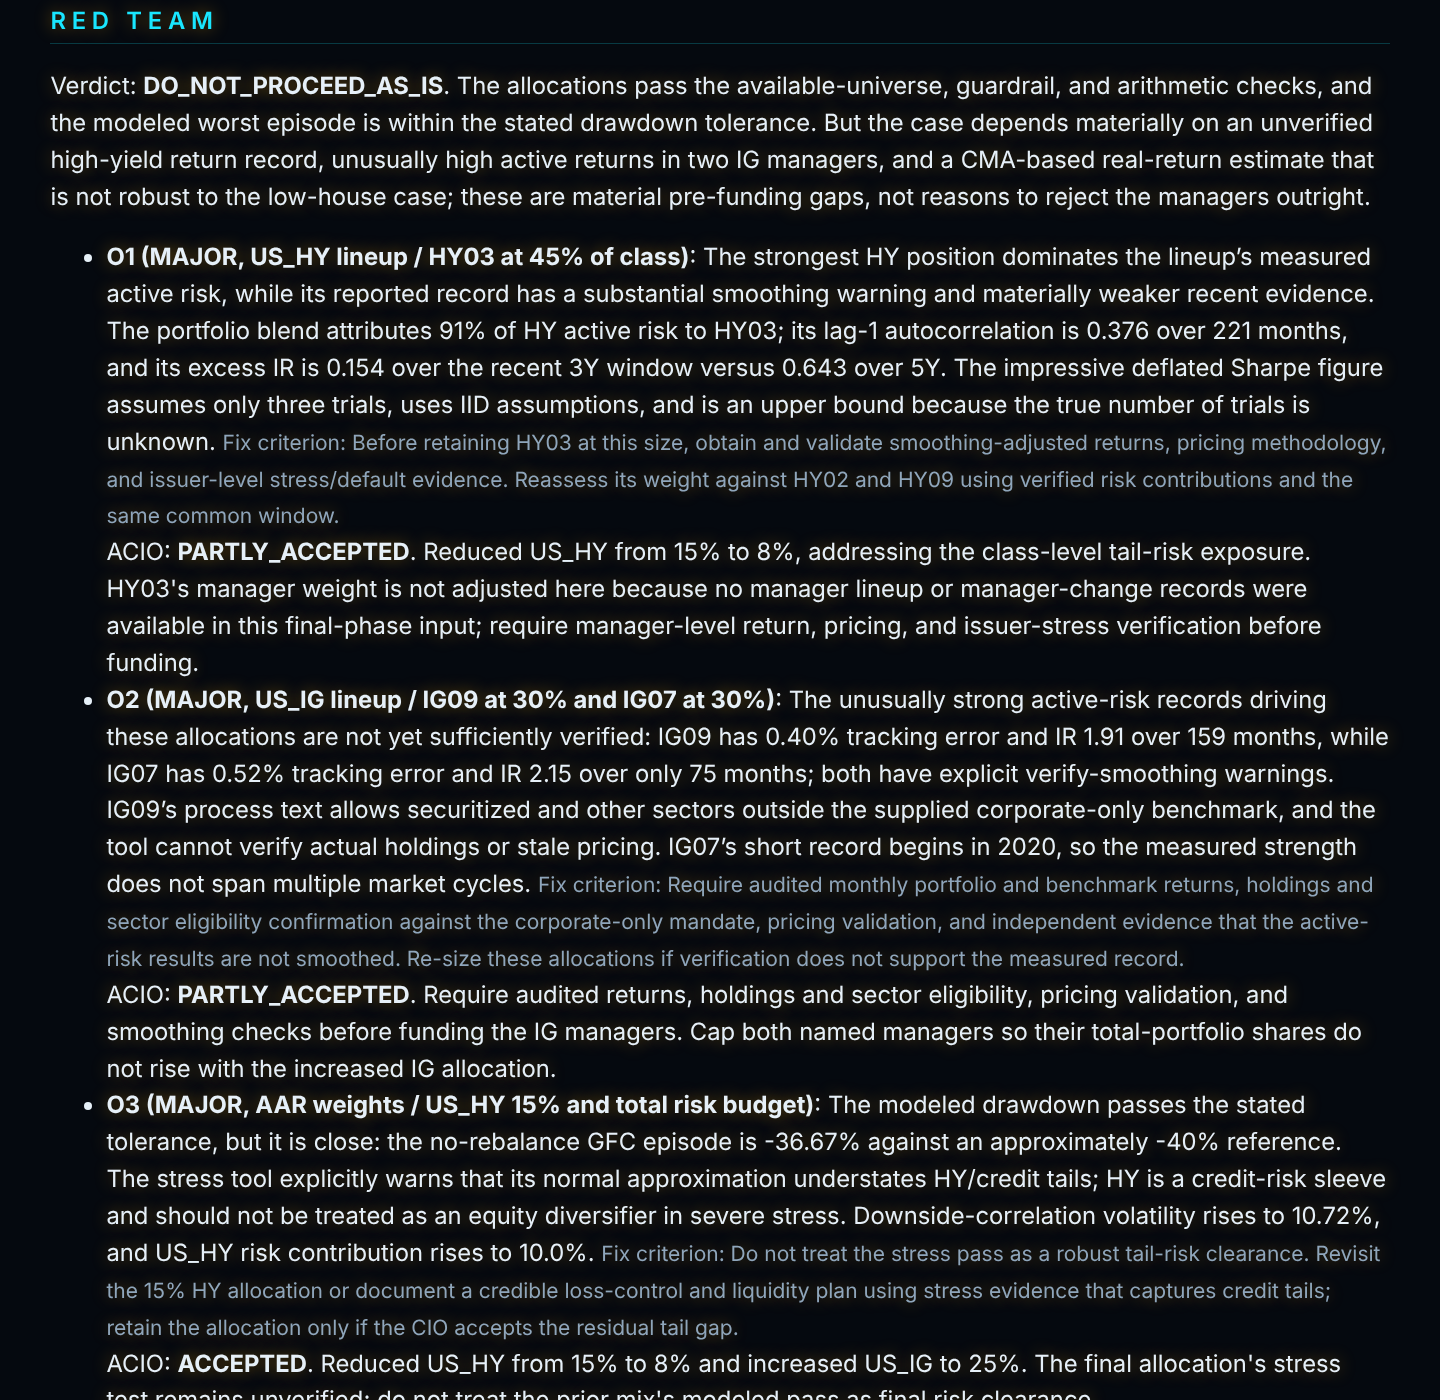 RED TEAM
Verdict: DO_NOT_PROCEED_AS_IS. The allocations pass the available-universe, guardrail, and arithmetic checks, and
the modeled worst episode is within the stated drawdown tolerance. But the case depends materially on an unverified
high-yield return record, unusually high active returns in two IG managers, and a CMA-based real-return estimate that
is not robust to the low-house case; these are material pre-funding gaps, not reasons to reject the managers outright.
• O1 (MAJOR, US_HY lineup / HY03 at 45% of class): The strongest HY position dominates the lineup’s measured
active risk, while its reported record has a substantial smoothing warning and materially weaker recent evidence.
The portfolio blend attributes 91% of HY active risk to HY03; its lag-1 autocorrelation is 0.376 over 221 months,
and its excess IR is 0.154 over the recent 3Y window versus 0.643 over 5Y. The impressive deflated Sharpe figure
assumes only three trials, uses IID assumptions, and is an upper bound because the true number of trials is
unknown. Fix criterion: Before retaining HY03 at this size, obtain and validate smoothing-adjusted returns, pricing methodology,
and issuer-level stress/default evidence. Reassess its weight against HY02 and HY09 using verified risk contributions and the
same common window.
ACIO: PARTLY_ACCEPTED. Reduced US_HY from 15% to 8%, addressing the class-level tail-risk exposure.
HY03's manager weight is not adjusted here because no manager lineup or manager-change records were
available in this final-phase input; require manager-level return, pricing, and issuer-stress verification before
funding.
• O2 (MAJOR, US_IG lineup / IG09 at 30% and IG07 at 30%): The unusually strong active-risk records driving
these allocations are not yet sufficiently verified: IG09 has 0.40% tracking error and IR 1.91 over 159 months, while
IG07 has 0.52% tracking error and IR 2.15 over only 75 months; both have explicit verify-smoothing warnings.
IG09’s process text allows securitized and other sectors outside the supplied corporate-only benchmark, and the
tool cannot verify actual holdings or stale pricing. IG07’s short record begins in 2020, so the measured strength
does not span multiple market cycles. Fix criterion: Require audited monthly portfolio and benchmark returns, holdings and
sector eligibility confirmation against the corporate-only mandate, pricing validation, and independent evidence that the active-
risk results are not smoothed. Re-size these allocations if verification does not support the measured record.
ACIO: PARTLY_ACCEPTED. Require audited returns, holdings and sector eligibility, pricing validation, and
smoothing checks before funding the IG managers. Cap both named managers so their total-portfolio shares do
not rise with the increased IG allocation.
• O3 (MAJOR, AAR weights / US_HY 15% and total risk budget): The modeled drawdown passes the stated
tolerance, but it is close: the no-rebalance GFC episode is -36.67% against an approximately -40% reference.
The stress tool explicitly warns that its normal approximation understates HY/credit tails; HY is a credit-risk sleeve
and should not be treated as an equity diversifier in severe stress. Downside-correlation volatility rises to 10.72%,
and US_HY risk contribution rises to 10.0%. Fix criterion: Do not treat the stress pass as a robust tail-risk clearance. Revisit
the 15% HY allocation or document a credible loss-control and liquidity plan using stress evidence that captures credit tails;
retain the allocation only if the CIO accepts the residual tail gap.
ACIO: ACCEPTED. Reduced US_HY from 15% to 8% and increased US_IG to 25%. The final allocation's stress
test remains unverified; do not treat the prior mix's modeled pass as final risk clearance.